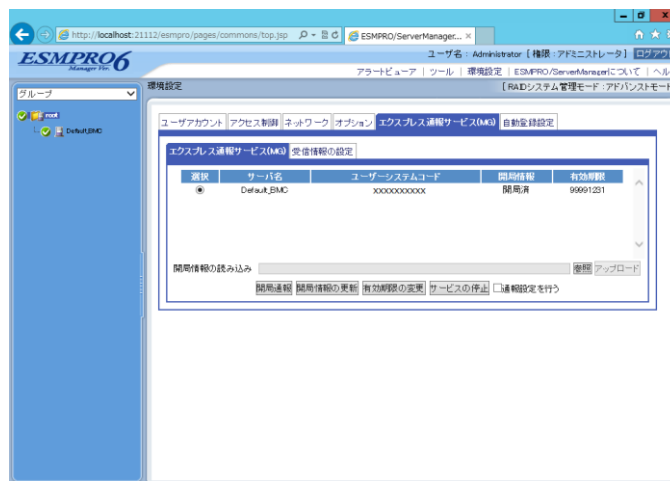 http://localhost:21112/esmpro/pages/commons/top.jsp
ESMPRO/ServerManager...
ESMPRO6
Manager Ver.
ユーザ名 : Administrator [ 権限 : アドミニストレータ ] ログアウ
アラートビューア | ツール | 環境設定 | ESMPRO/ServerManagerについて | ヘル
グループ
環境設定
[ RAIDシステム管理モード : アドバンストモード
root
Default_BMC
ユーザアカウント アクセス制御 ネットワーク オプション エクスプレス通報サービス(MG) 自動登録設定
エクスプレス通報サービス(MG) 受信情報の設定
選択 サーバ名 ユーザーシステムコード 開局情報 有効期限
Default_BMC xxxxxxxxxx 開局済 99991231
開局情報の読み込み 参照 アップロード
開局通報 開局情報の更新 有効期限の変更 サービスの停止 通報設定を行う